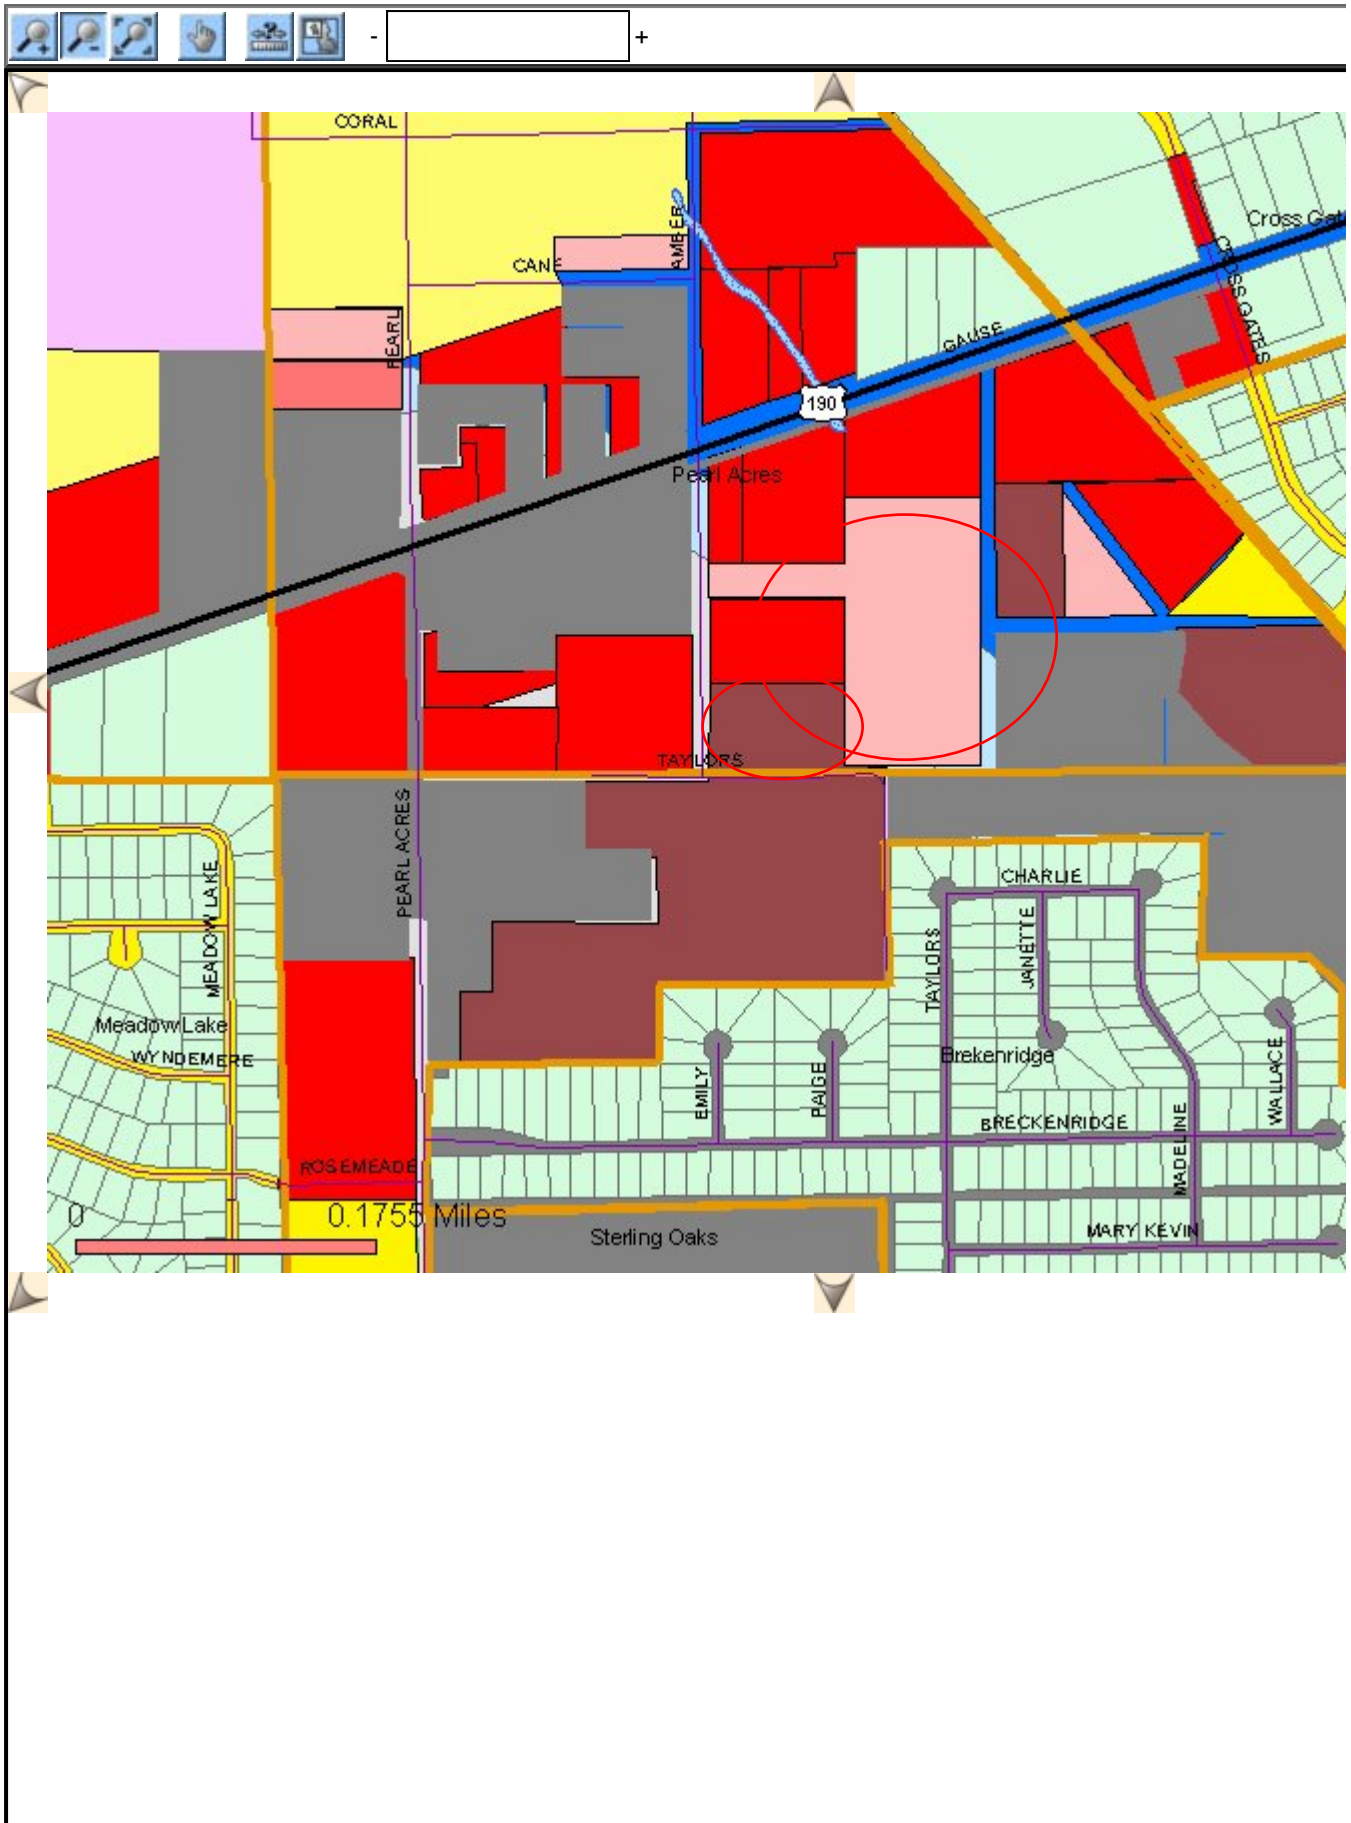 - +
CORAL
AMBER
Cross Gat
CANE
CROSS GATES
PEARL
GAUSE
190
Pearl Acres
TAYLORS
PEARL ACRES
MEADOW LAKE
CHARLIE
JANETTE
TAYLORS
Meadow Lake
WYNDEMERE
Brekenridge
EMILY
PAIGE
WALLACE
BRECKENRIDGE
MADELINE
ROSEMEADE
0 0.1755 Miles
Sterling Oaks
MARY KEVIN